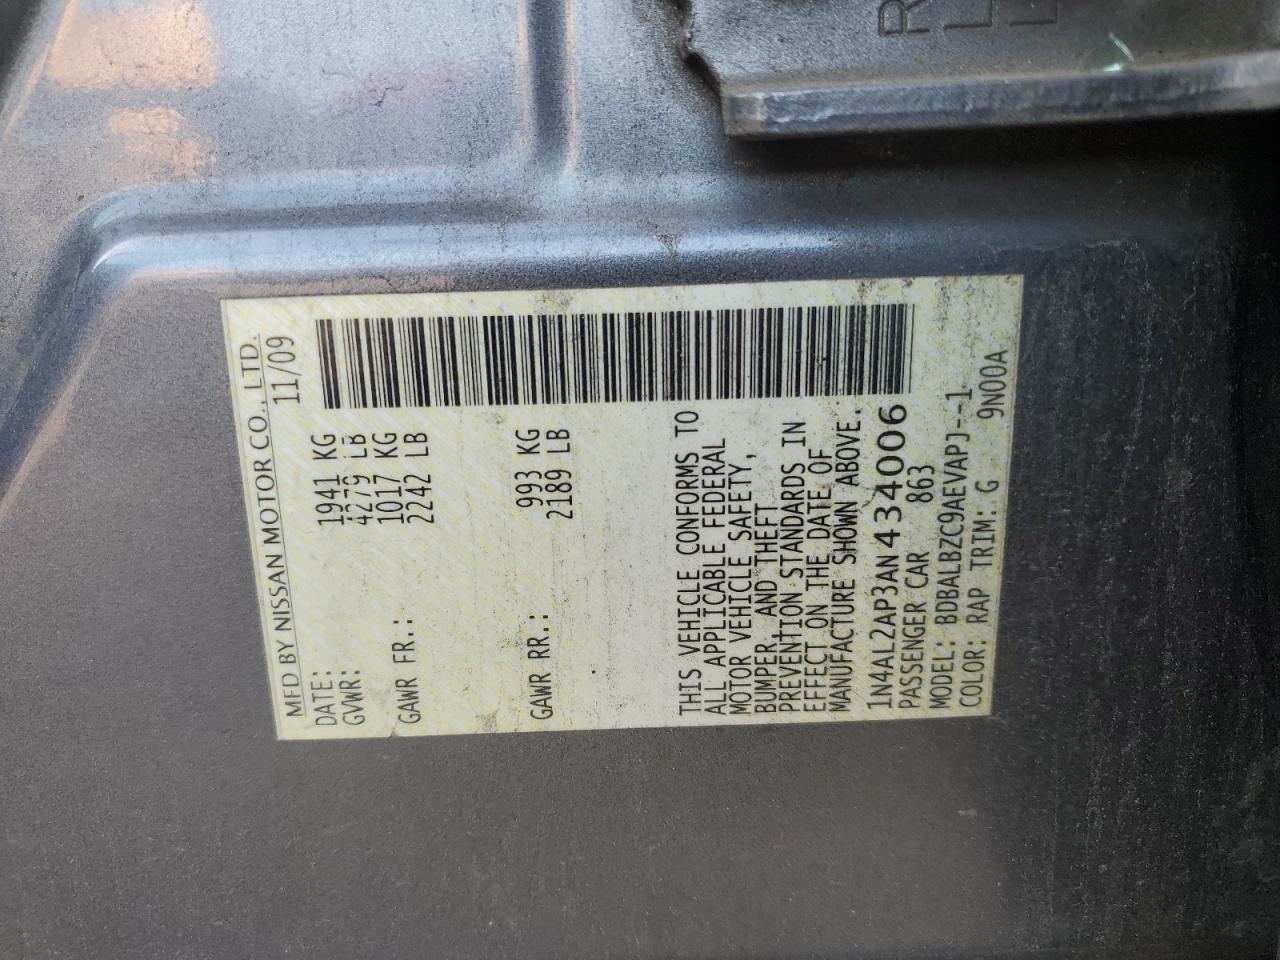 MFD BY NISSAN MOTOR CO., LTD.
DATE: 11/09
GVWR: 1941 KG
4279 LB
GAWR FR.: 1017 KG
2242 LB
GAWR RR.: 993 KG
2189 LB
THIS VEHICLE CONFORMS TO
ALL APPLICABLE FEDERAL
MOTOR VEHICLE SAFETY,
BUMPER, AND THEFT
PREVENTION STANDARDS IN
EFFECT ON THE DATE OF
MANUFACTURE SHOWN ABOVE.
1N4AL2AP3AN434006
PASSENGER CAR 863
MODEL: BDBALBZC9AEVAPJ--1
COLOR: RAP TRIM: G 9N00A